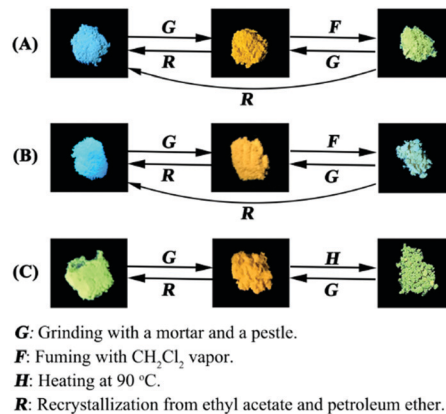 G F
(A)
R G
R
G F
(B)
R G
R
G H
(C)
R G
G: Grinding with a mortar and a pestle.
F: Fuming with CH₂Cl₂ vapor.
H: Heating at 90 °C.
R: Recrystallization from ethyl acetate and petroleum ether.